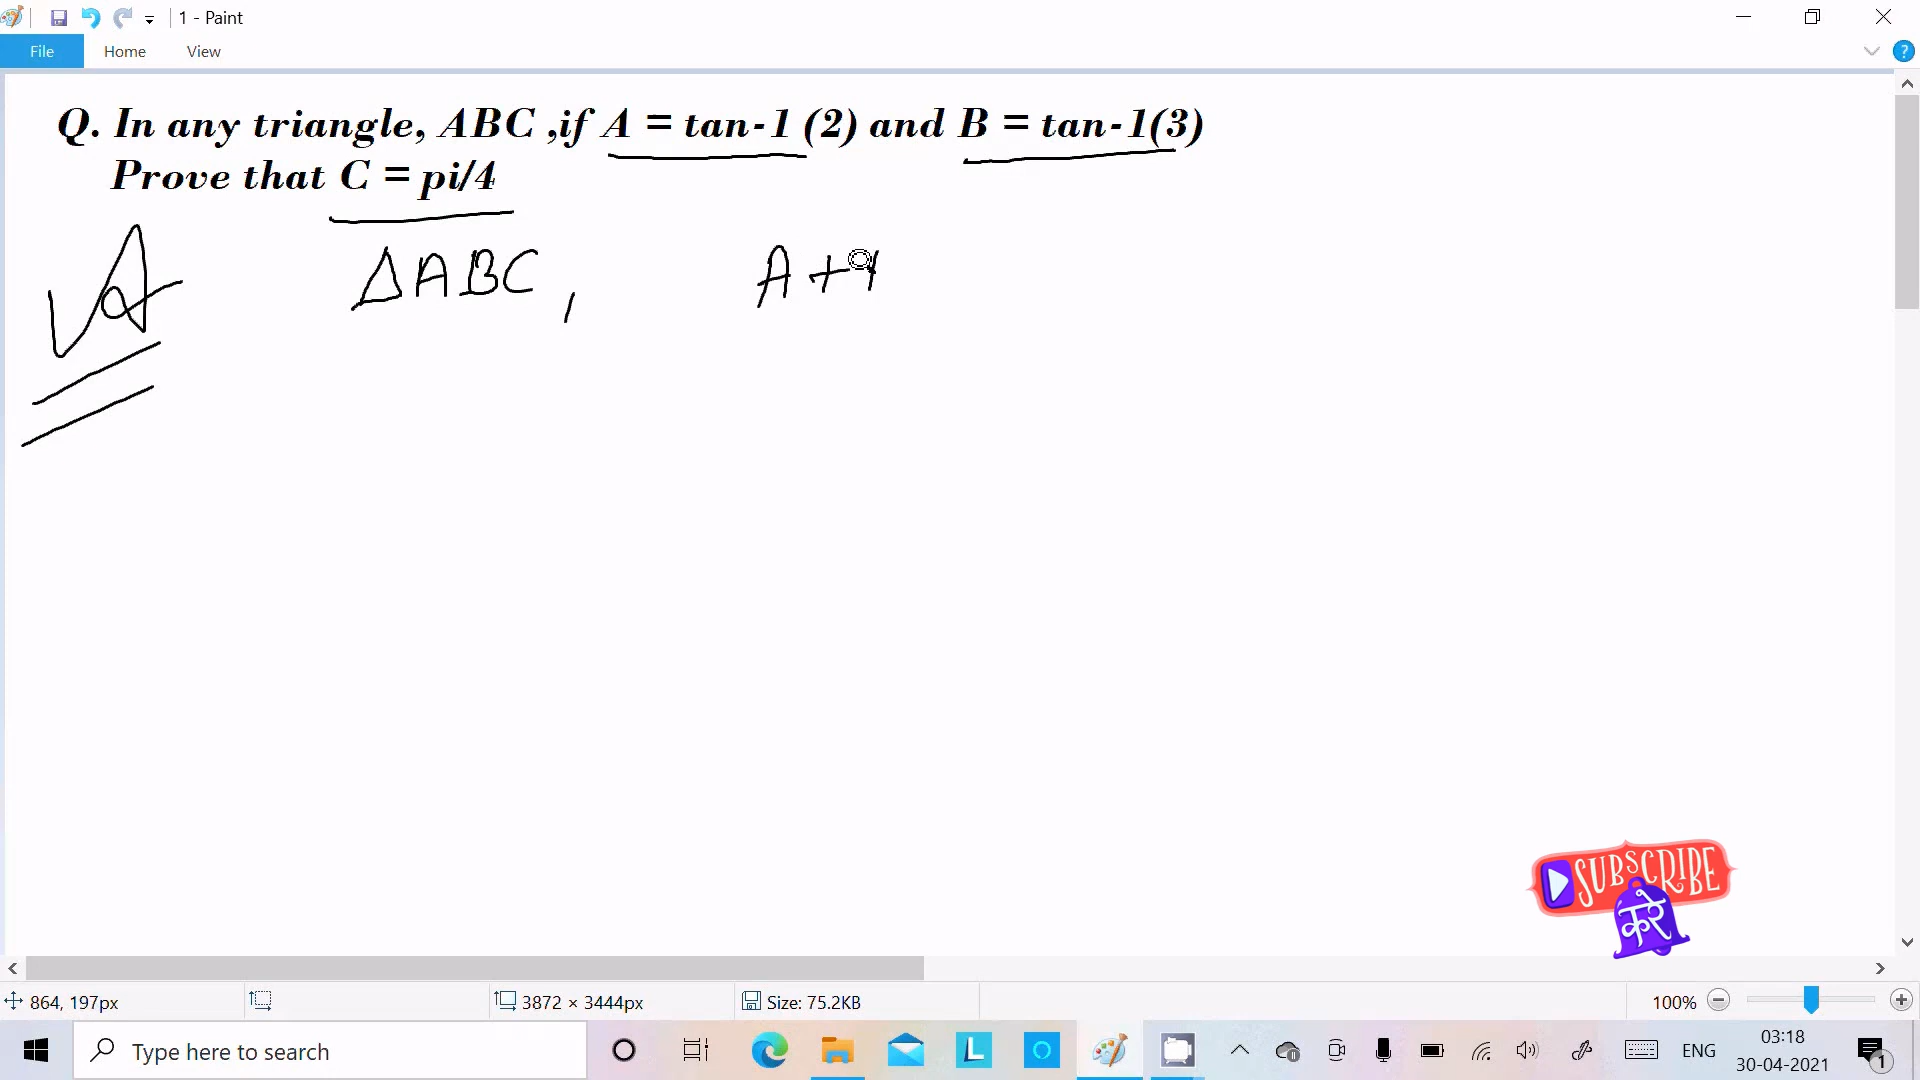 1 - Paint
File Home View
Q. In any triangle, ABC ,if A = tan-1 (2) and B = tan-1(3)
Prove that C = pi/4
ΔABC, A+
SUBSCRIBE
करे
864, 197px 3872 × 3444px Size: 75.2KB 100%
Type here to search ENG 03:18
30-04-2021 1